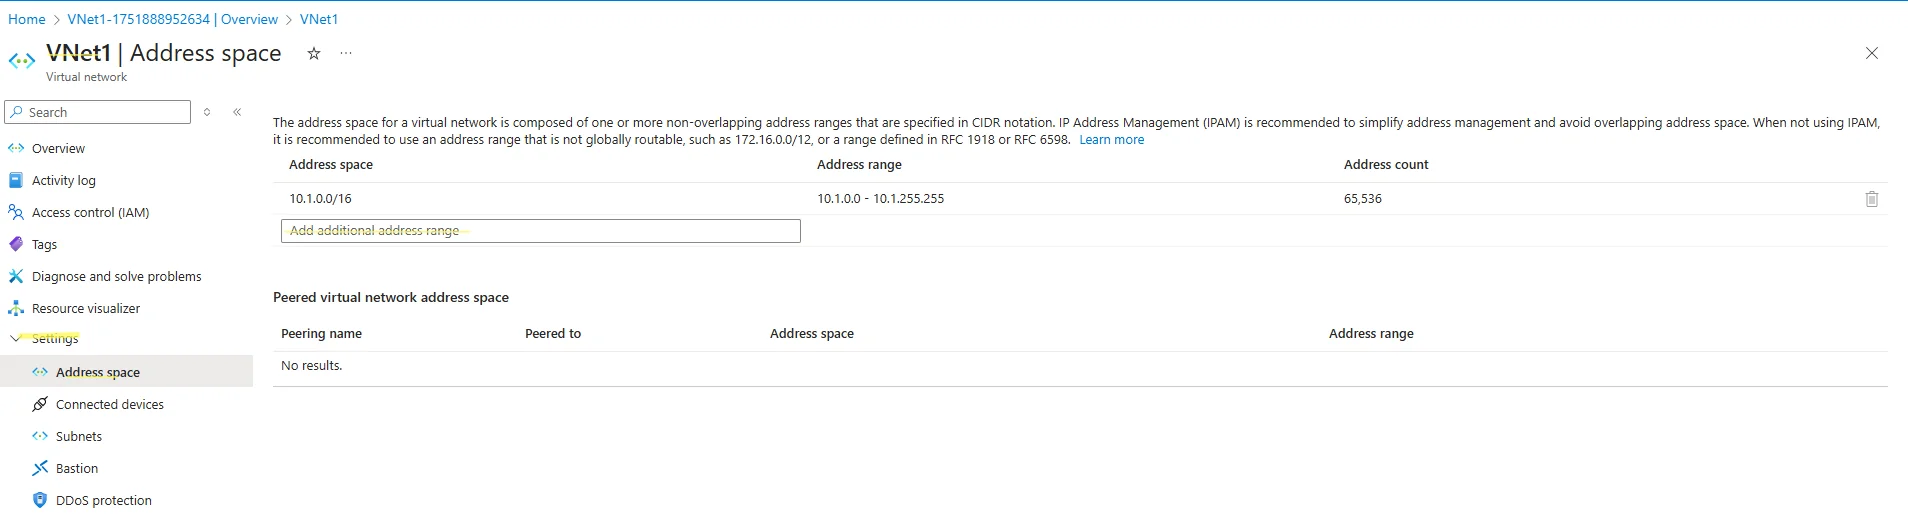 Home > VNet1-1751888952634 | Overview > VNet1
VNet1 | Address space ☆ ···
Virtual network
Search
Overview
Activity log
Access control (IAM)
Tags
Diagnose and solve problems
Resource visualizer
Settings
Address space
Connected devices
Subnets
Bastion
DDoS protection
The address space for a virtual network is composed of one or more non-overlapping address ranges that are specified in CIDR notation. IP Address Management (IPAM) is recommended to simplify address management and avoid overlapping address space. When not using IPAM,
it is recommended to use an address range that is not globally routable, such as 172.16.0.0/12, or a range defined in RFC 1918 or RFC 6598. Learn more
Address space Address range Address count
10.1.0.0/16 10.1.0.0 - 10.1.255.255 65,536
Add additional address range
Peered virtual network address space
Peering name Peered to Address space Address range
No results.